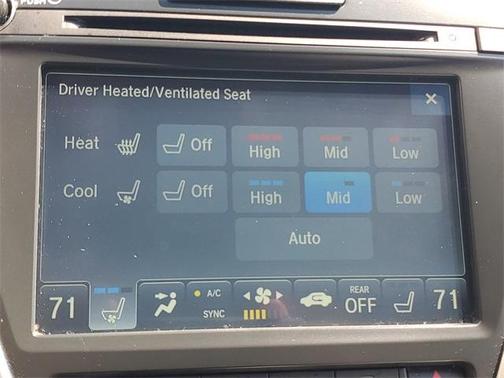 PUSH
Driver Heated/Ventilated Seat ×
Heat Off High Mid Low
Cool Off High Mid Low
Auto
71 A/C SYNC REAR OFF 71